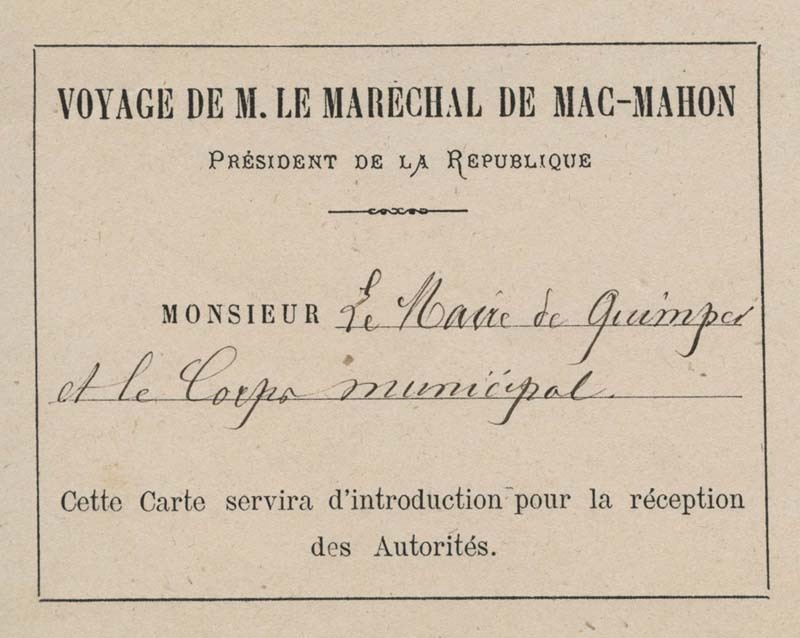 VOYAGE DE M. LE MARÉCHAL DE MAC-MAHON
PRÉSIDENT DE LA REPUBLIQUE
MONSIEUR Le Maire de Quimper
et le Corps municipal.
Cette Carte servira d'introduction pour la réception
des Autorités.